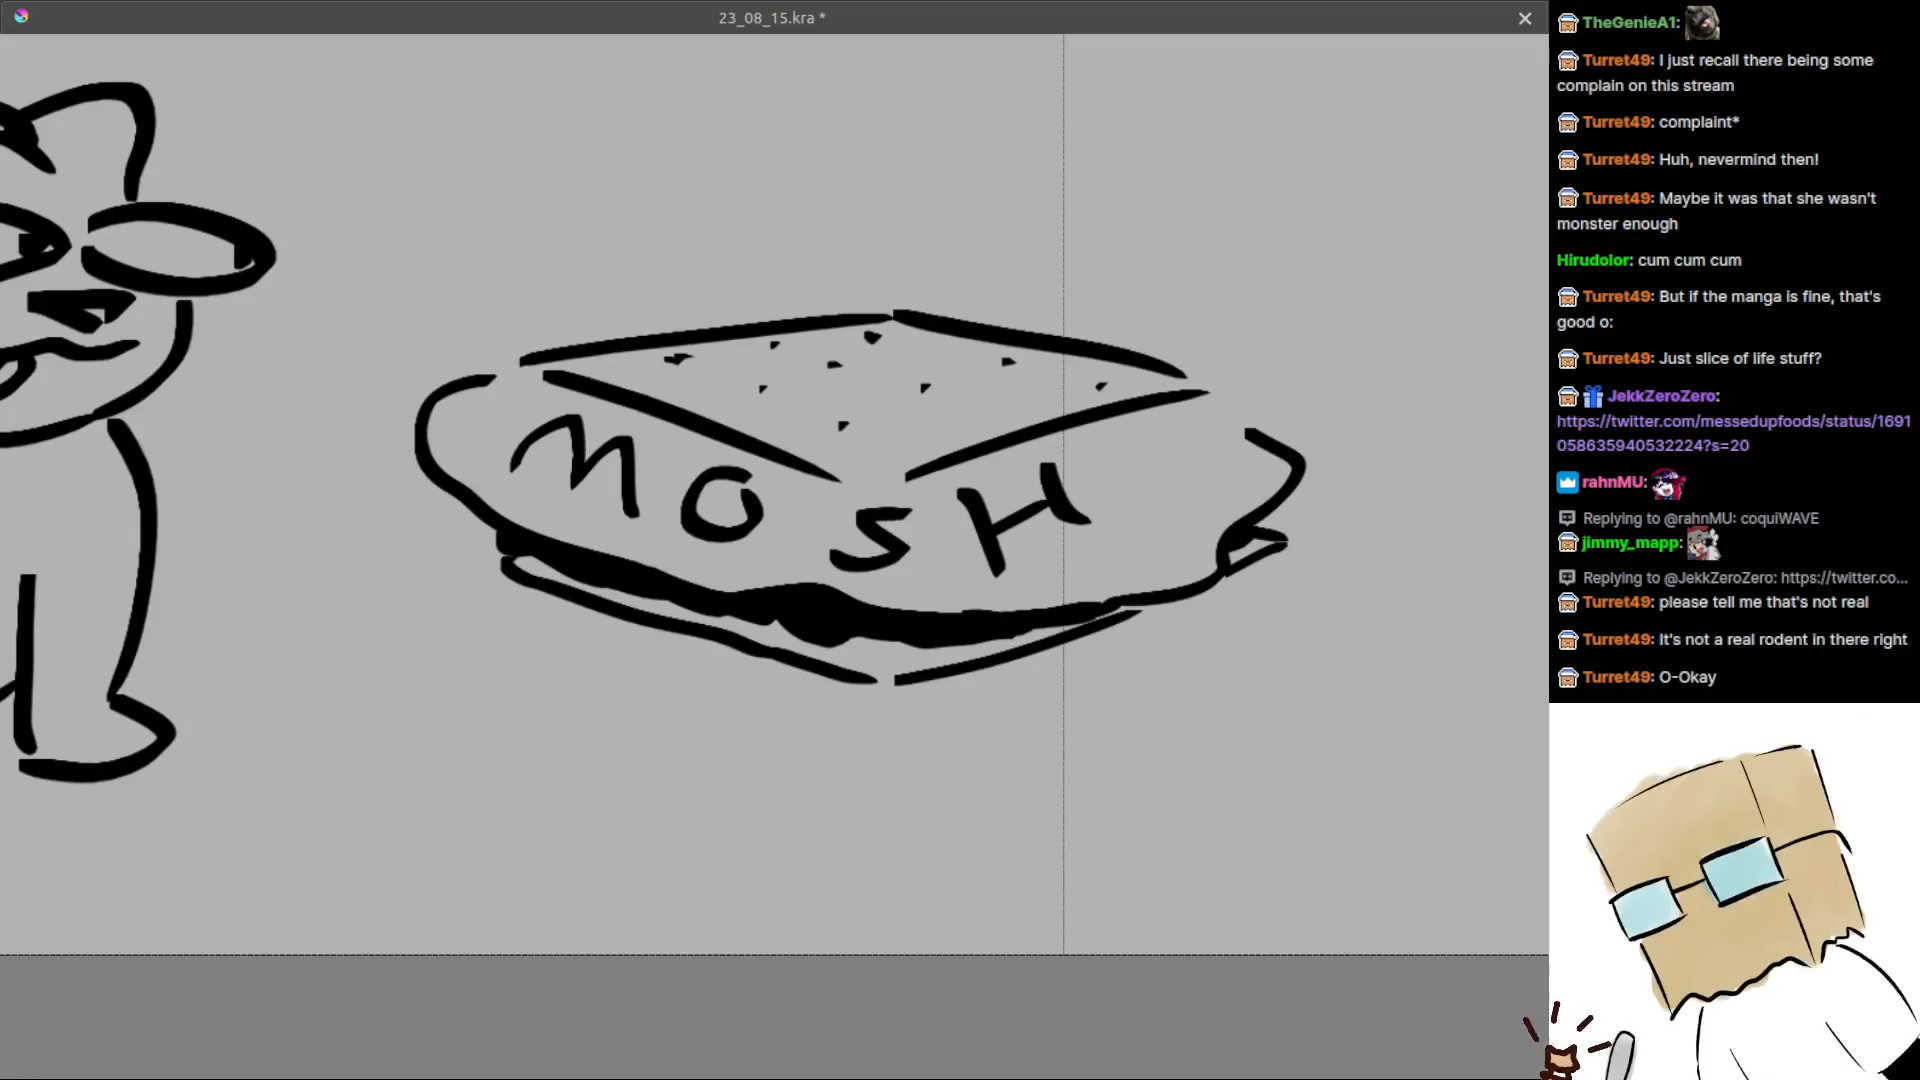 23_08_15.kra *
MOSH
TheGenieA1:
Turret49: I just recall there being some
complain on this stream
Turret49: complaint*
Turret49: Huh, nevermind then!
Turret49: Maybe it was that she wasn't
monster enough
Hirudolor: cum cum cum
Turret49: But if the manga is fine, that's
good o:
Turret49: Just slice of life stuff?
JekkZeroZero:
https://twitter.com/messedupfoods/status/1691
058635940532224?s=20
rahnMU:
Replying to @rahnMU: coquiWAVE
jimmy_mapp:
Replying to @JekkZeroZero: https://twitter.co...
Turret49: please tell me that's not real
Turret49: It's not a real rodent in there right
Turret49: O-Okay